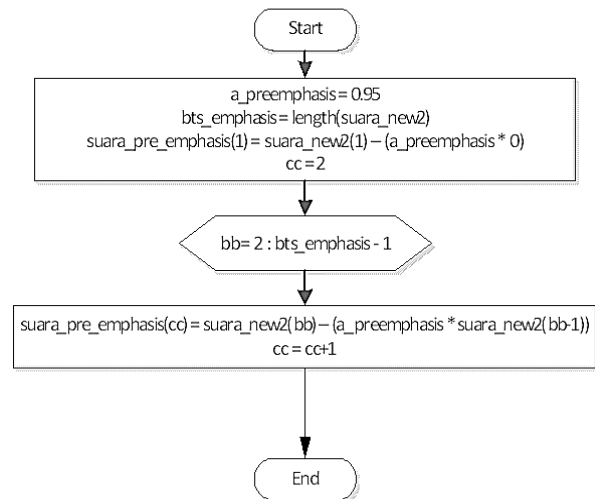 Start
a_preemphasis = 0.95
bts_emphasis = length(suara_new2)
suara_pre_emphasis(1) = suara_new2(1) – (a_preemphasis * 0)
cc = 2
bb= 2 : bts_emphasis - 1
suara_pre_emphasis(cc) = suara_new2(bb) – (a_preemphasis * suara_new2(bb-1))
cc = cc+1
End